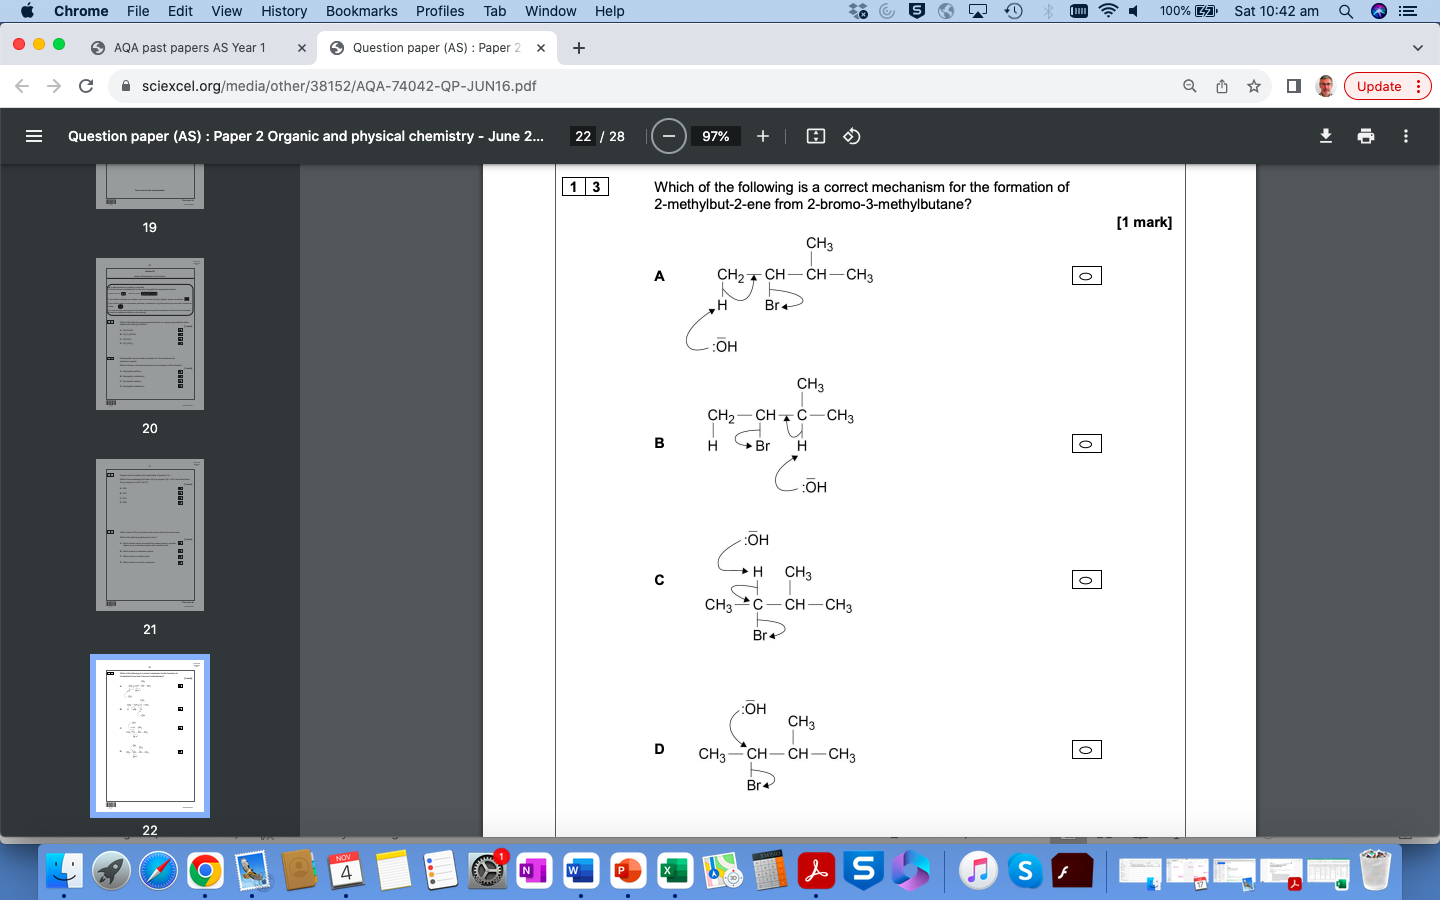 Chrome File Edit View History Bookmarks Profiles Tab Window Help 100% Sat 10:42 am
AQA past papers AS Year 1
Question paper (AS) : Paper 2
sciexcel.org/media/other/38152/AQA-74042-QP-JUN16.pdf
Update
Question paper (AS) : Paper 2 Organic and physical chemistry - June 2...
22 / 28
97%
19
20
21
22
1 3
Which of the following is a correct mechanism for the formation of
2-methylbut-2-ene from 2-bromo-3-methylbutane?
[1 mark]
CH3
A
CH2 CH CH CH3
H Br
:OH
CH3
CH2 CH C CH3
B
H Br H
:OH
:OH
H CH3
C
CH3 C CH CH3
Br
:OH
CH3
D
CH3 CH CH CH3
Br
NOV
4
1